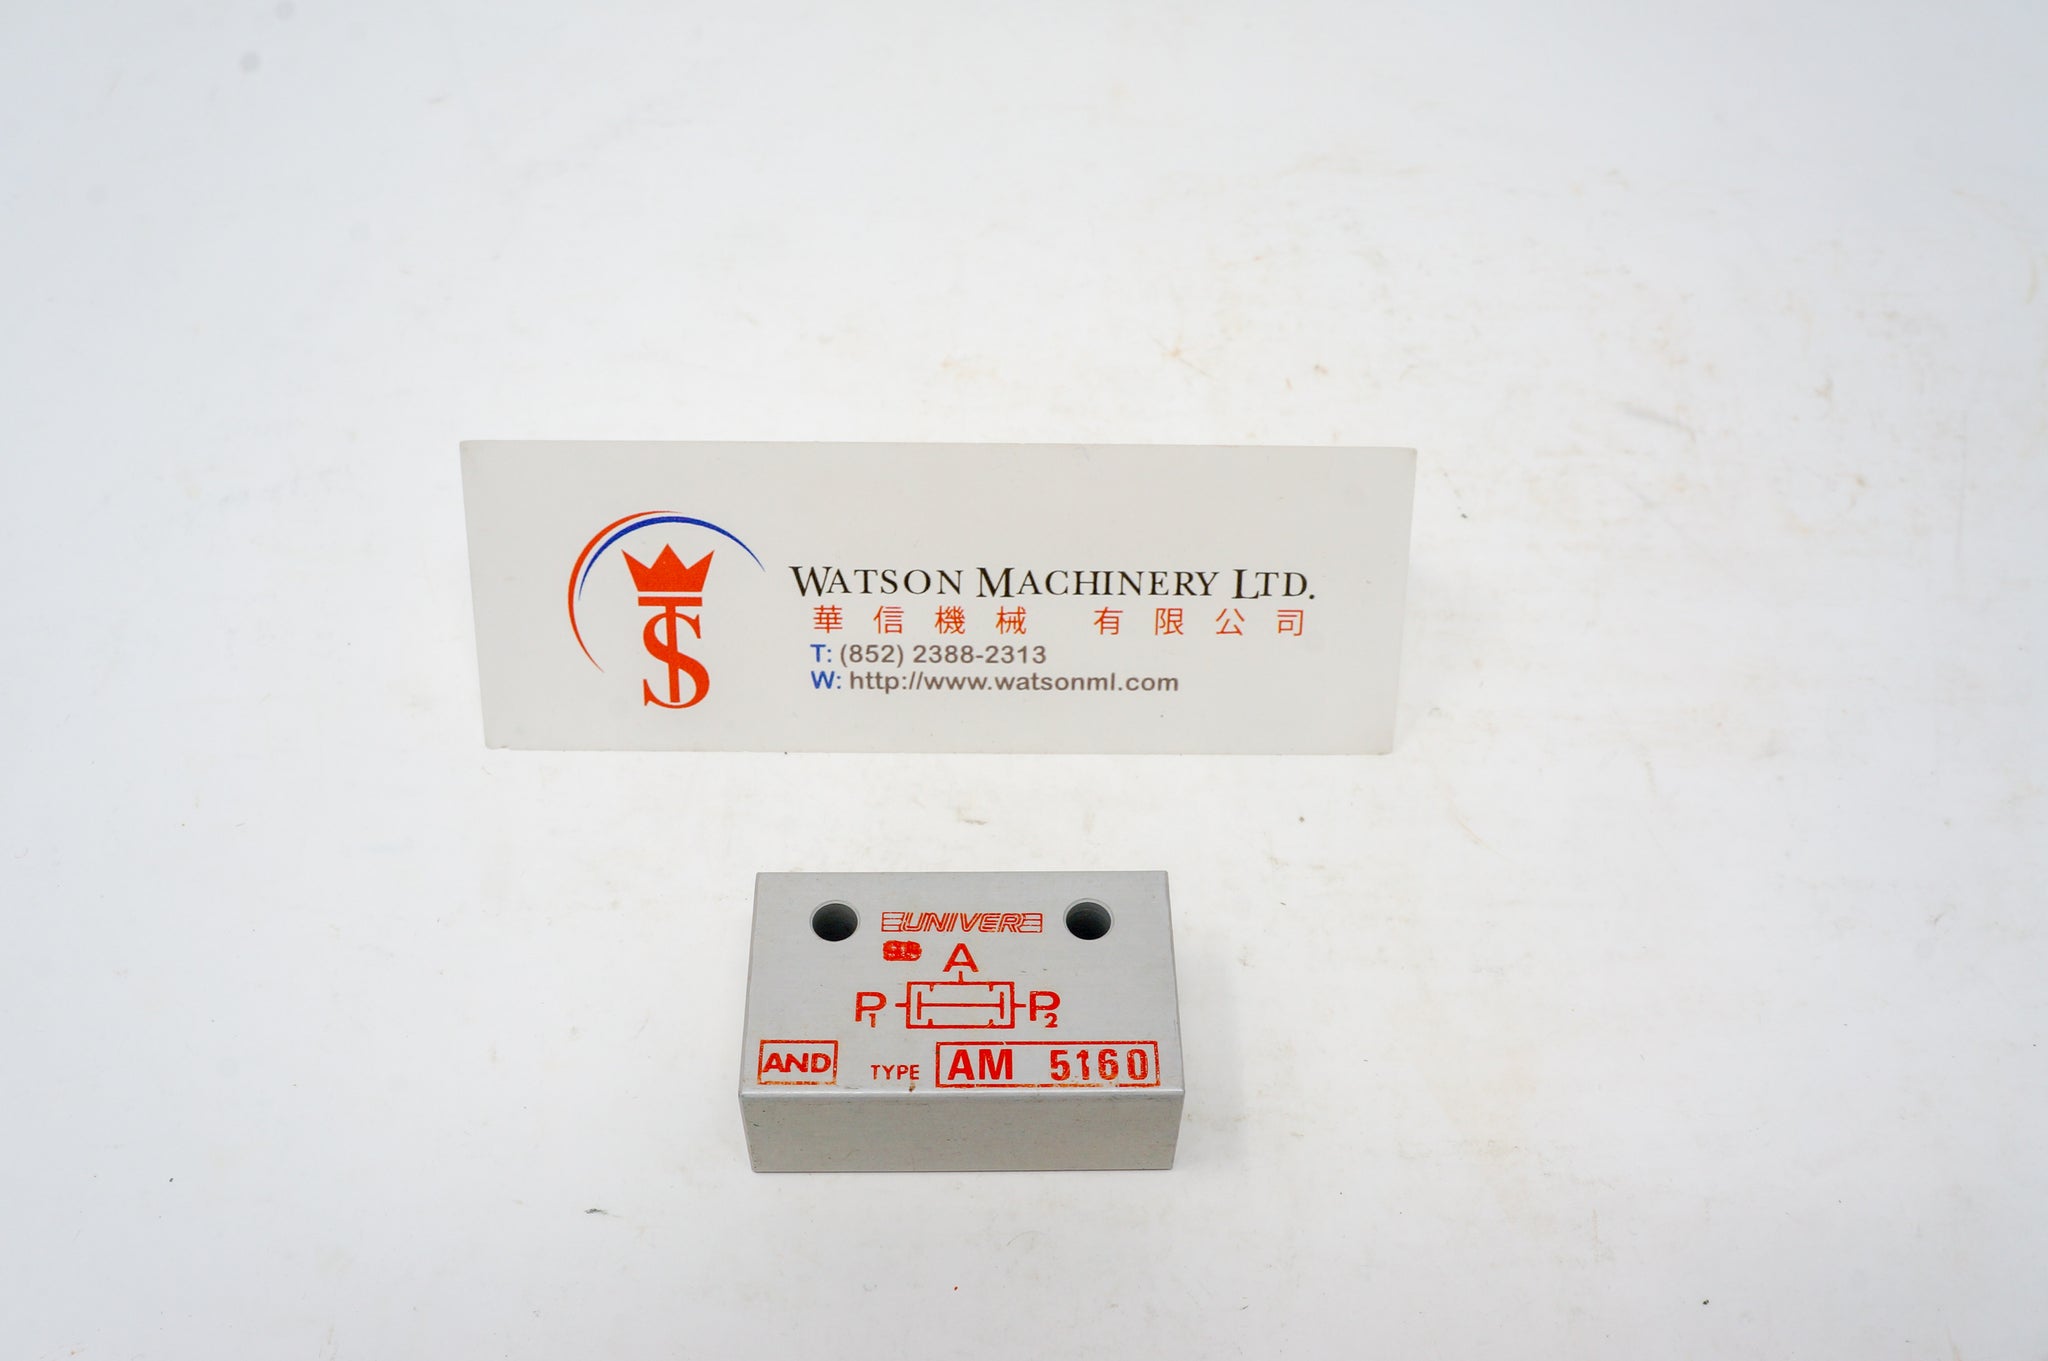 WATSON MACHINERY LTD.
華信機械 有限公司
T: (852) 2388-2313
W: http://www.watsonml.com
TS
UNIVER
A
P1 P2
AND TYPE AM 5160